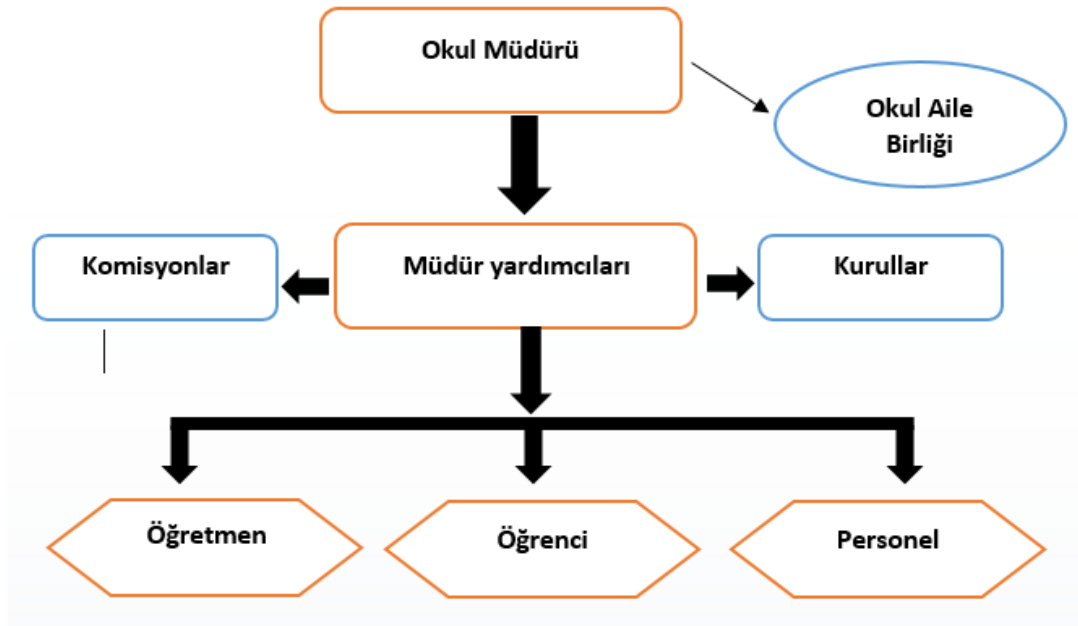 Okul Müdürü
Okul Aile
Birliği
Komisyonlar
Müdür yardımcıları
Kurullar
Öğretmen
Öğrenci
Personel